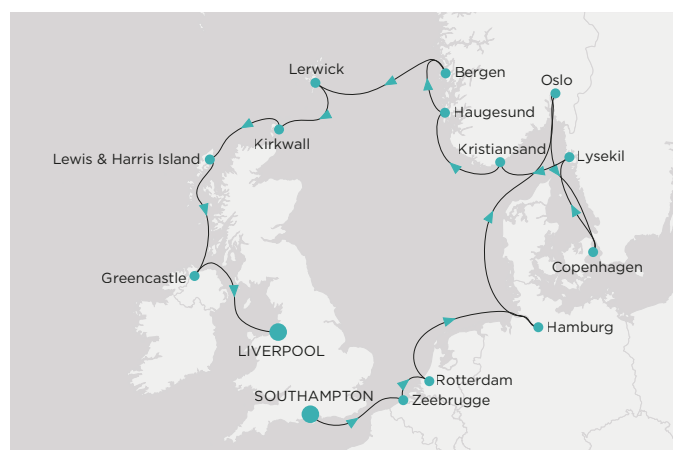 Lerwick
Bergen
Oslo
Haugesund
Kirkwall
Kristiansand
Lysekil
Lewis & Harris Island
Copenhagen
Greencastle
Hamburg
LIVERPOOL
Rotterdam
SOUTHAMPTON
Zeebrugge